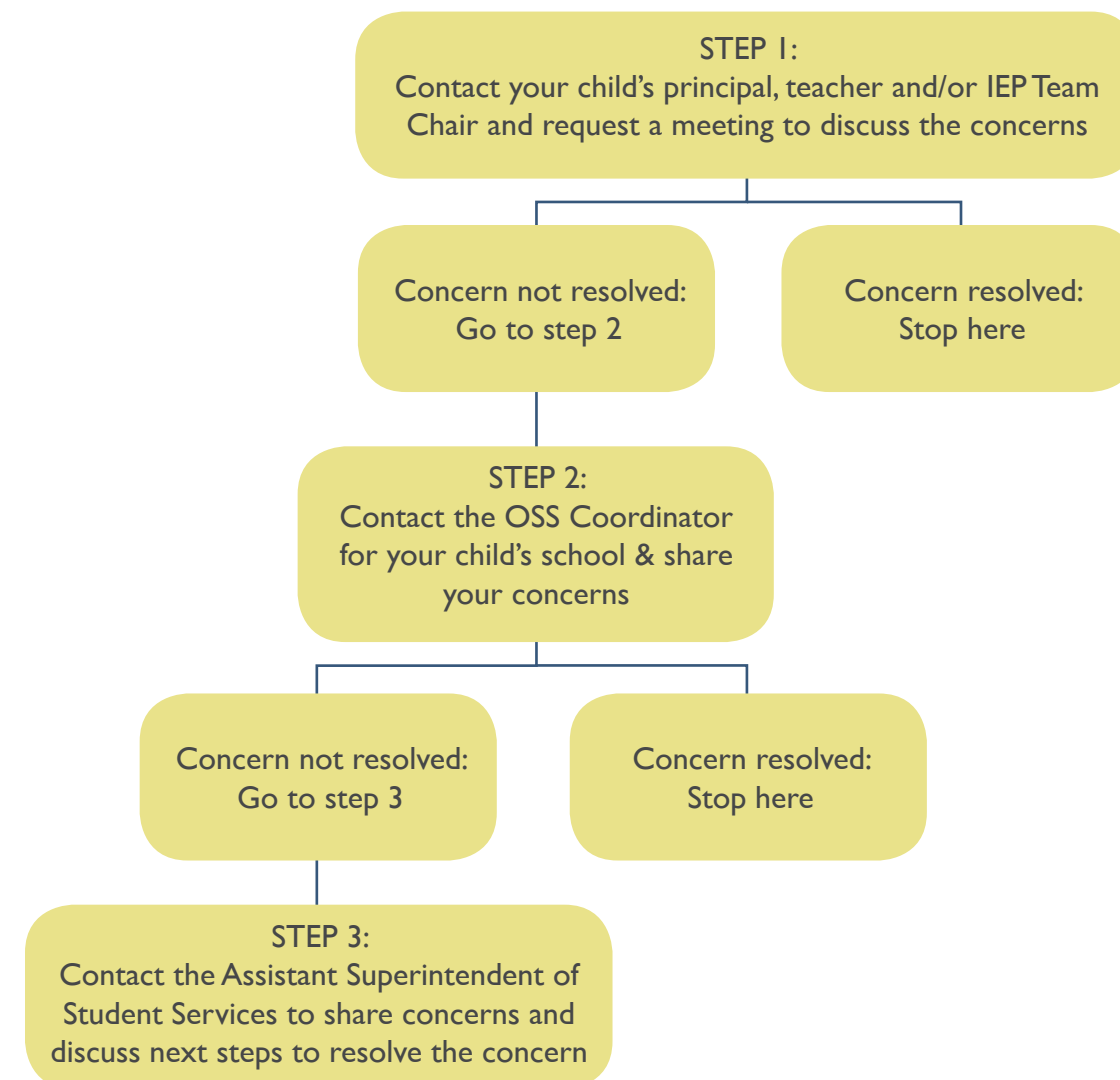 STEP 1:
Contact your child’s principal, teacher and/or IEP Team
Chair and request a meeting to discuss the concerns
Concern not resolved:
Go to step 2
Concern resolved:
Stop here
STEP 2:
Contact the OSS Coordinator
for your child’s school & share
your concerns
Concern not resolved:
Go to step 3
Concern resolved:
Stop here
STEP 3:
Contact the Assistant Superintendent of
Student Services to share concerns and
discuss next steps to resolve the concern